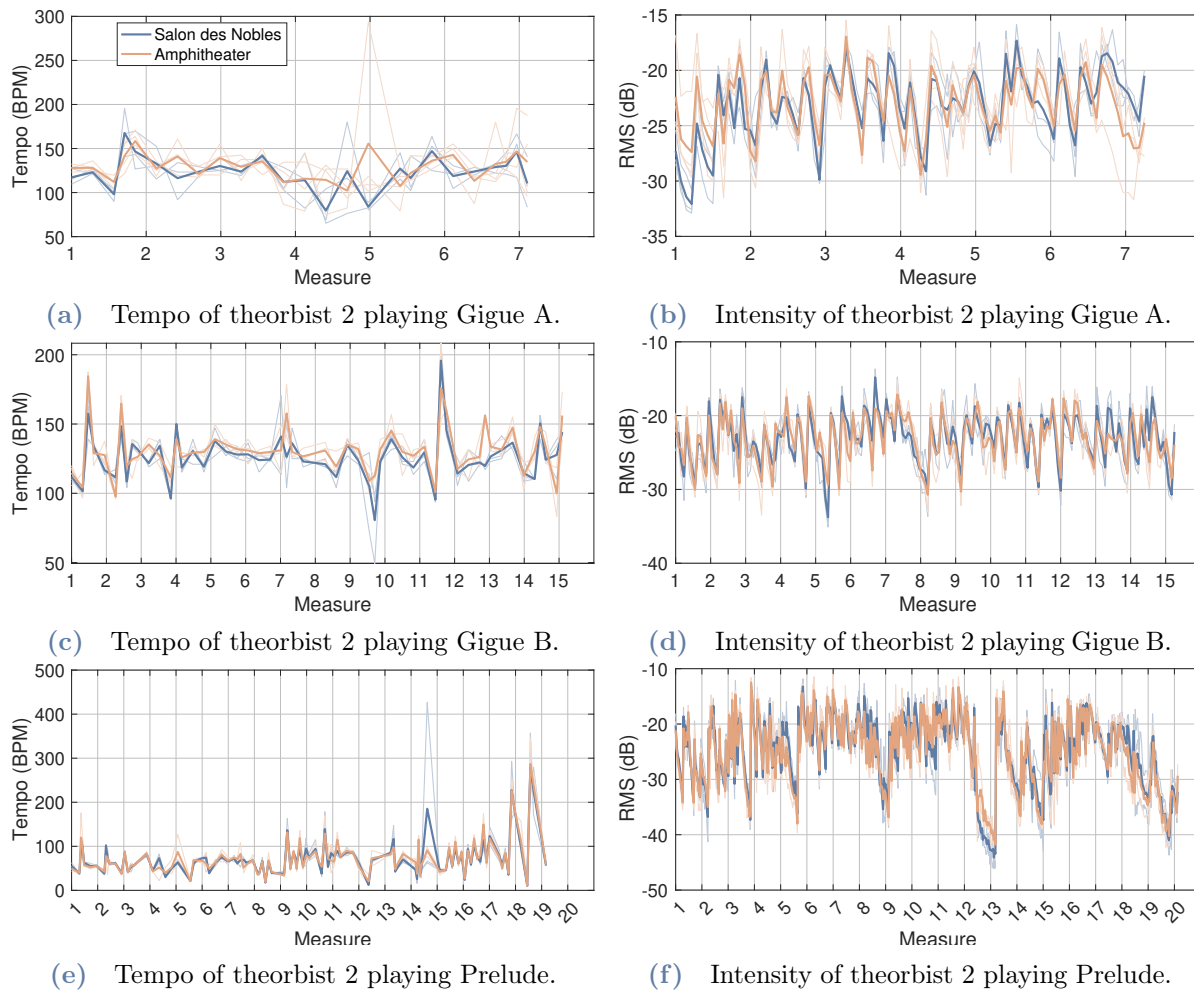 300
250
200
150
100
50
Tempo (BPM)
Salon des Nobles
Amphitheater
1 2 3 4 5 6 7
Measure
(a) Tempo of theorbist 2 playing Gigue A.
-15
-20
-25
-30
-35
RMS (dB)
1 2 3 4 5 6 7
Measure
(b) Intensity of theorbist 2 playing Gigue A.
200
150
100
50
Tempo (BPM)
1 2 3 4 5 6 7 8 9 10 11 12 13 14 15
Measure
(c) Tempo of theorbist 2 playing Gigue B.
-10
-20
-30
-40
RMS (dB)
1 2 3 4 5 6 7 8 9 10 11 12 13 14 15
Measure
(d) Intensity of theorbist 2 playing Gigue B.
500
400
300
200
100
0
Tempo (BPM)
1 2 3 4 5 6 7 8 9 10 11 12 13 14 15 16 17 18 19 20
Measure
(e) Tempo of theorbist 2 playing Prelude.
-10
-20
-30
-40
-50
RMS (dB)
1 2 3 4 5 6 7 8 9 10 11 12 13 14 15 16 17 18 19 20
Measure
(f) Intensity of theorbist 2 playing Prelude.